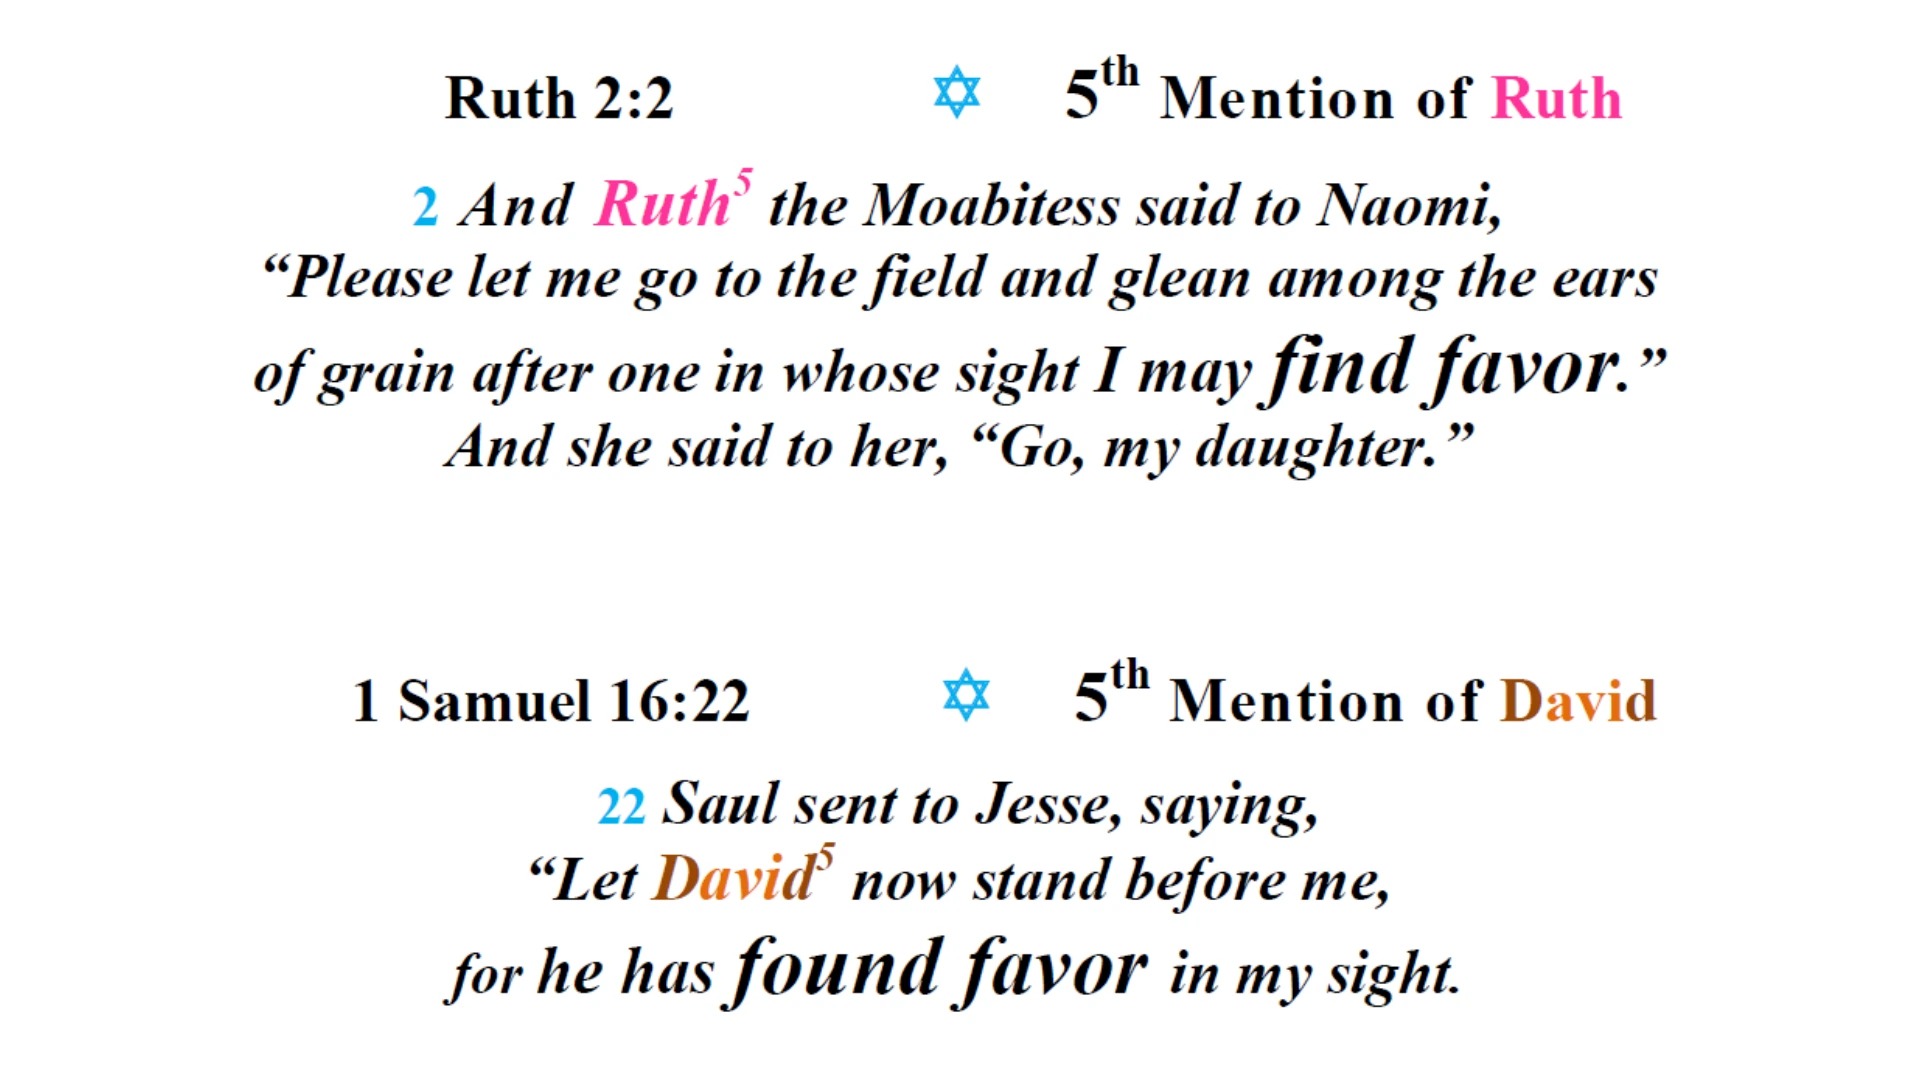 Ruth 2:2 ✡ 5th Mention of Ruth
2 And Ruth5 the Moabitess said to Naomi,
“Please let me go to the field and glean among the ears
of grain after one in whose sight I may find favor.”
And she said to her, “Go, my daughter.”
1 Samuel 16:22 ✡ 5th Mention of David
22 Saul sent to Jesse, saying,
“Let David5 now stand before me,
for he has found favor in my sight.